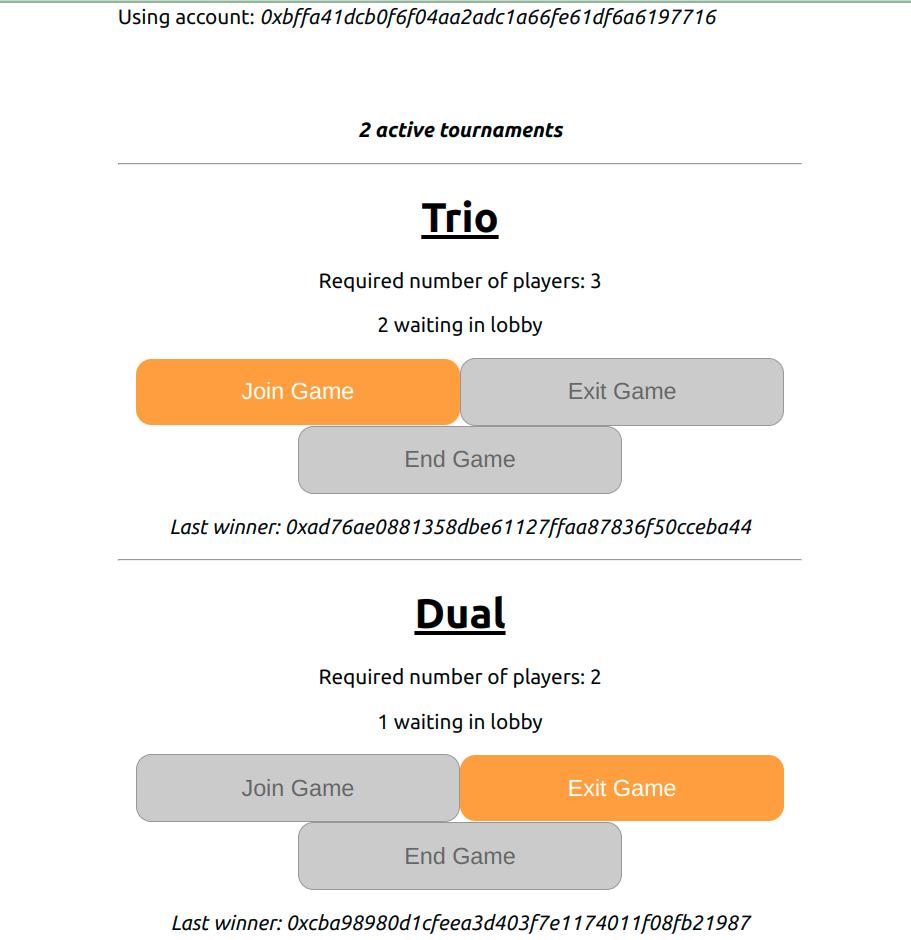 Using account: 0xbffa41dcb0f6f04aa2adc1a66fe61df6a6197716
2 active tournaments
Trio
Required number of players: 3
2 waiting in lobby
Join Game Exit Game
End Game
Last winner: 0xad76ae0881358dbe61127ffaa87836f50cceba44
Dual
Required number of players: 2
1 waiting in lobby
Join Game Exit Game
End Game
Last winner: 0xcba98980d1cfeea3d403f7e1174011f08fb21987